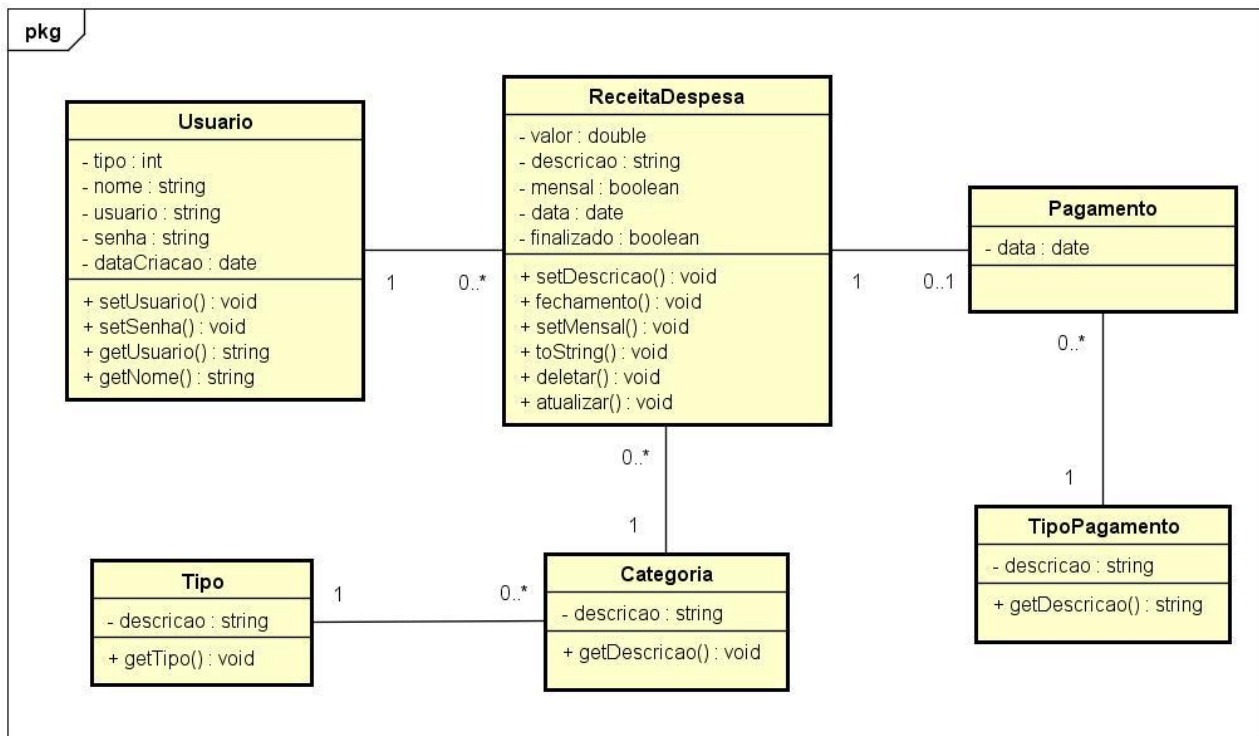 pkg
Usuario
- tipo : int
- nome : string
- usuario : string
- senha : string
- dataCriacao : date
+ setUsuario() : void
+ setSenha() : void
+ getUsuario() : string
+ getNome() : string
1
0..*
ReceitaDespesa
- valor : double
- descricao : string
- mensal : boolean
- data : date
- finalizado : boolean
+ setDescricao() : void
+ fechamento() : void
+ setMensal() : void
+ toString() : void
+ deletar() : void
+ atualizar() : void
1
0..1
Pagamento
- data : date
0..*
1
TipoPagamento
- descricao : string
+ getDescricao() : string
0..*
1
Categoria
- descricao : string
+ getDescricao() : void
0..*
1
Tipo
- descricao : string
+ getTipo() : void